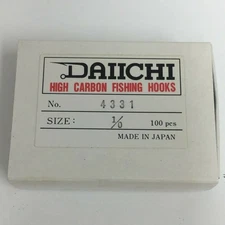 DAIICHI
HIGH CARBON FISHING HOOKS
No. 4331
SIZE: 1/0 100 pcs
MADE IN JAPAN